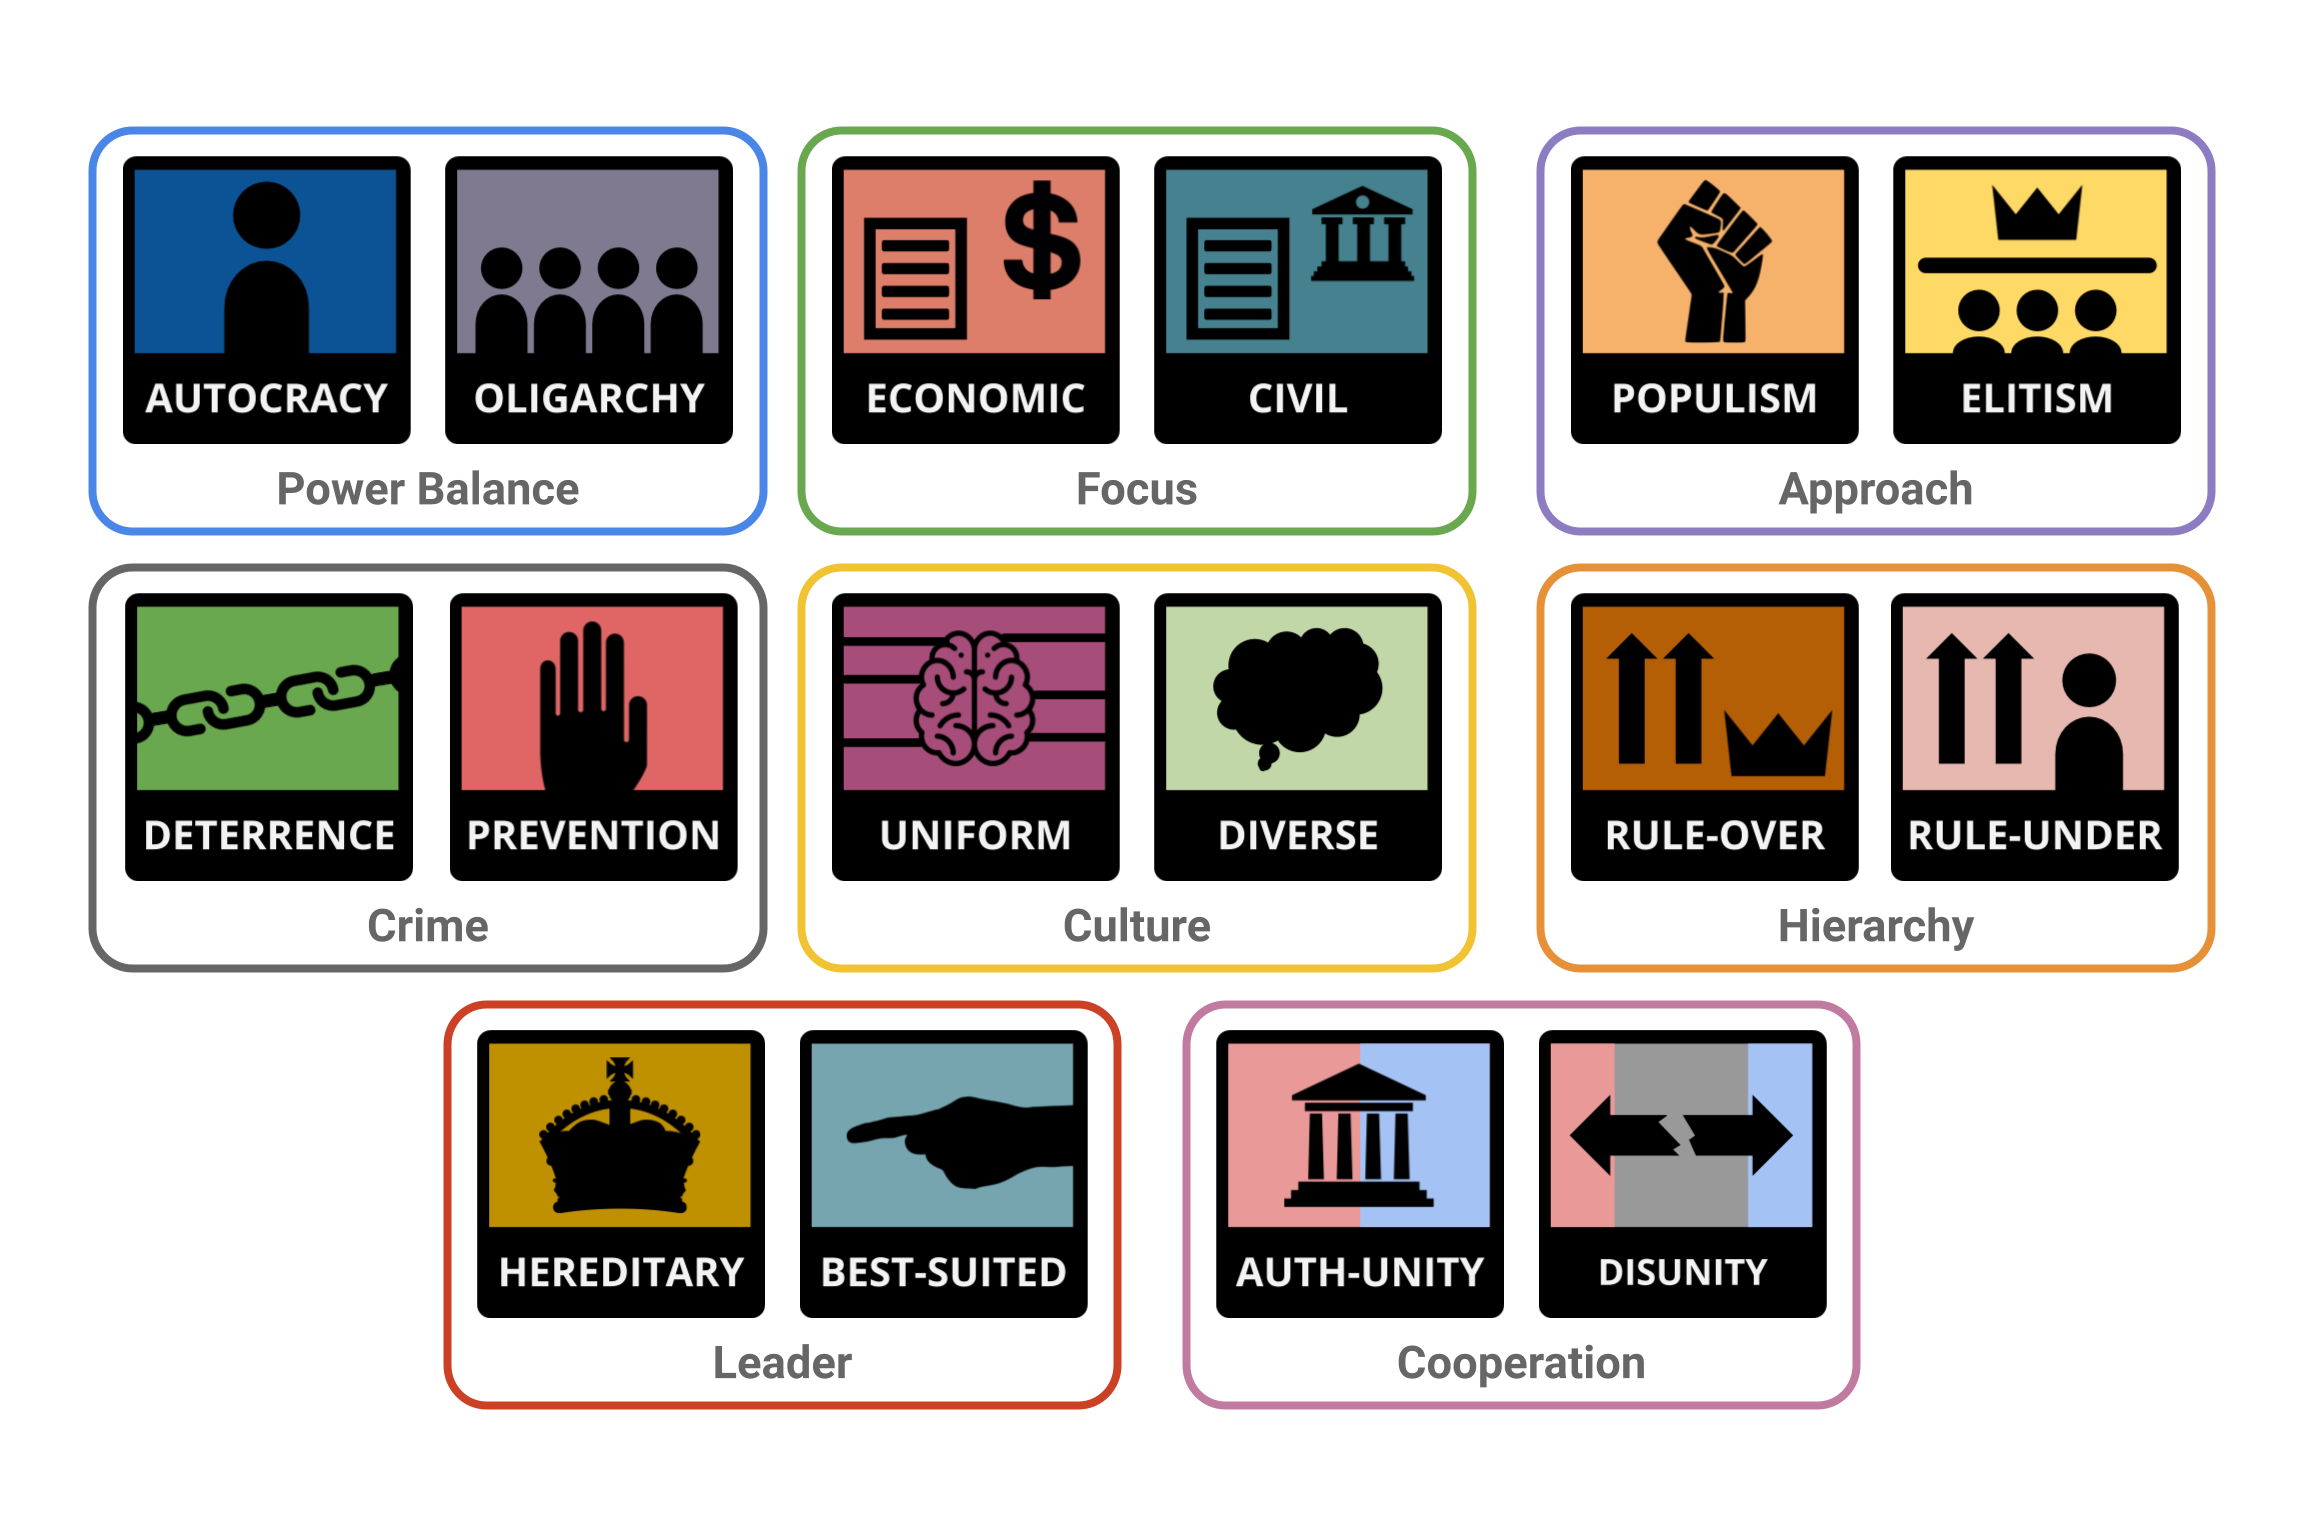 AUTOCRACY
OLIGARCHY
Power Balance
ECONOMIC
CIVIL
Focus
POPULISM
ELITISM
Approach
DETERRENCE
PREVENTION
Crime
UNIFORM
DIVERSE
Culture
RULE-OVER
RULE-UNDER
Hierarchy
HEREDITARY
BEST-SUITED
Leader
AUTH-UNITY
DISUNITY
Cooperation